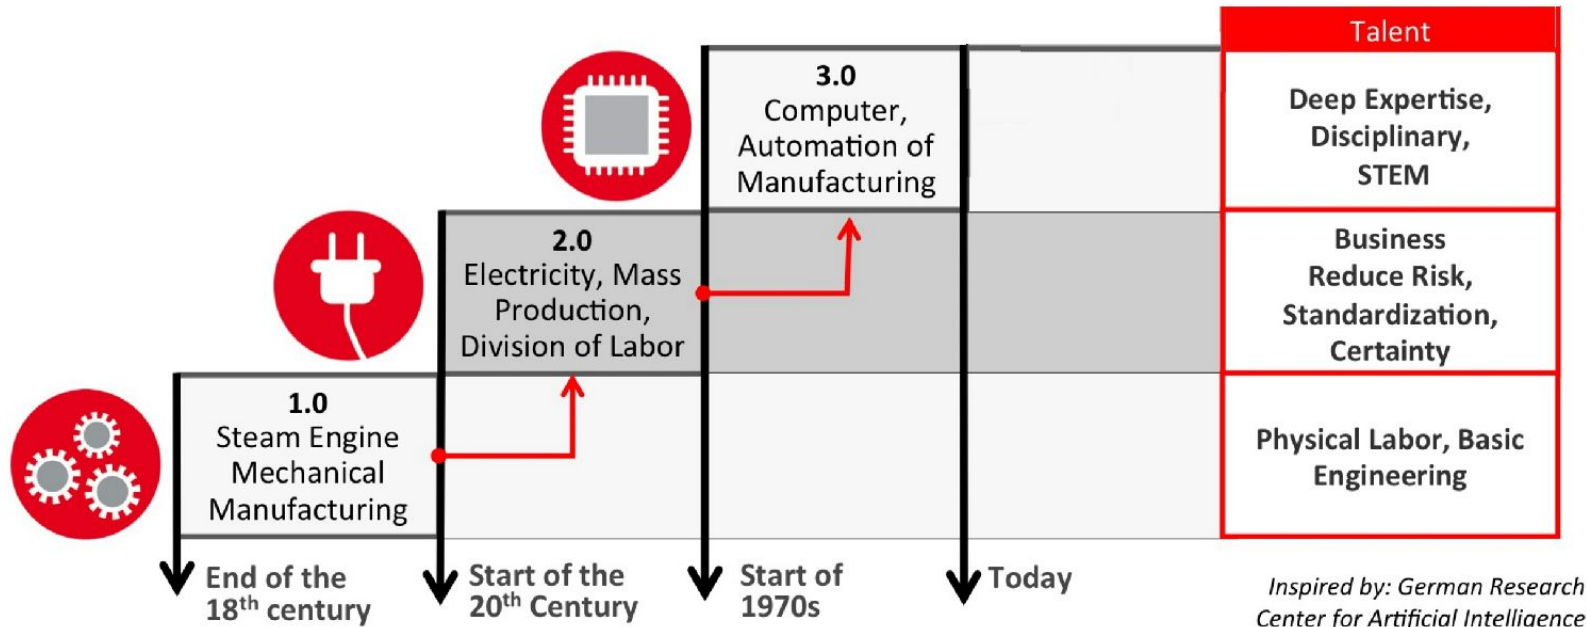 Talent
3.0
Computer,
Automation of
Manufacturing
Deep Expertise,
Disciplinary,
STEM
2.0
Electricity, Mass
Production,
Division of Labor
Business
Reduce Risk,
Standardization,
Certainty
1.0
Steam Engine
Mechanical
Manufacturing
Physical Labor, Basic
Engineering
End of the
18th century
Start of the
20th Century
Start of
1970s
Today
Inspired by: German Research
Center for Artificial Intelligence